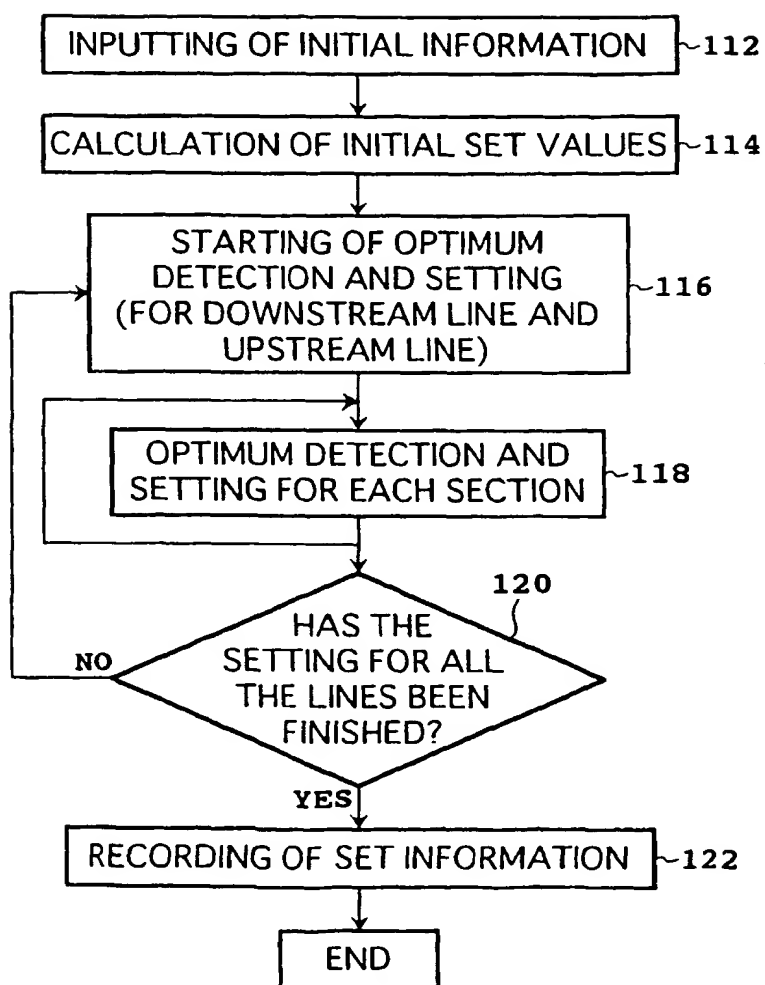 INPUTTING OF INITIAL INFORMATION
112
CALCULATION OF INITIAL SET VALUES
114
STARTING OF OPTIMUM
DETECTION AND SETTING
(FOR DOWNSTREAM LINE AND
UPSTREAM LINE)
116
OPTIMUM DETECTION AND
SETTING FOR EACH SECTION
118
120
HAS THE
SETTING FOR ALL
THE LINES BEEN
FINISHED?
NO
YES
RECORDING OF SET INFORMATION
122
END